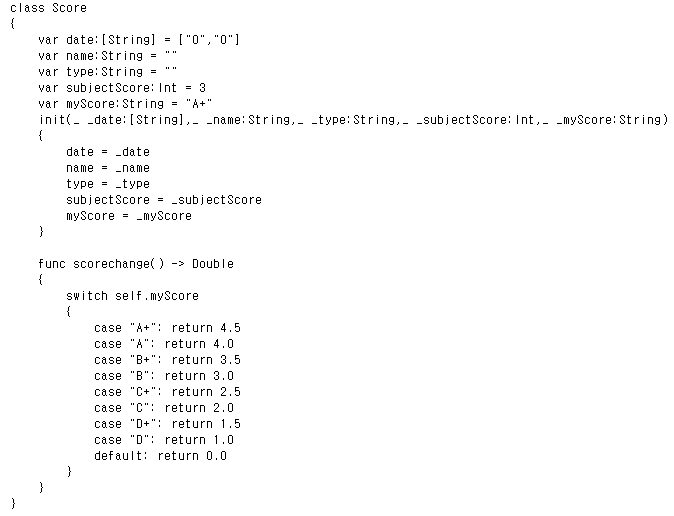 class Score
{
    var date:[String] = ["0","0"]
    var name:String = ""
    var type:String = ""
    var subjectScore:Int = 3
    var myScore:String = "A+"
    init(_ _date:[String],_ _name:String,_ _type:String,_ _subjectScore:Int,_ _myScore:String)
    {
        date = _date
        name = _name
        type = _type
        subjectScore = _subjectScore
        myScore = _myScore
    }

    func scorechange() -> Double
    {
        switch self.myScore
        {
            case "A+": return 4.5
            case "A": return 4.0
            case "B+": return 3.5
            case "B": return 3.0
            case "C+": return 2.5
            case "C": return 2.0
            case "D+": return 1.5
            case "D": return 1.0
            default: return 0.0
        }
    }
}